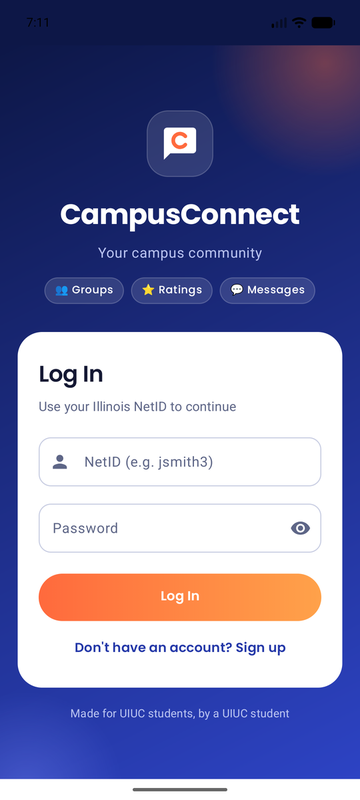 7:11
C
CampusConnect
Your campus community
👥 Groups ⭐ Ratings 💬 Messages
Log In
Use your Illinois NetID to continue
NetID (e.g. jsmith3)
Password
Log In
Don't have an account? Sign up
Made for UIUC students, by a UIUC student